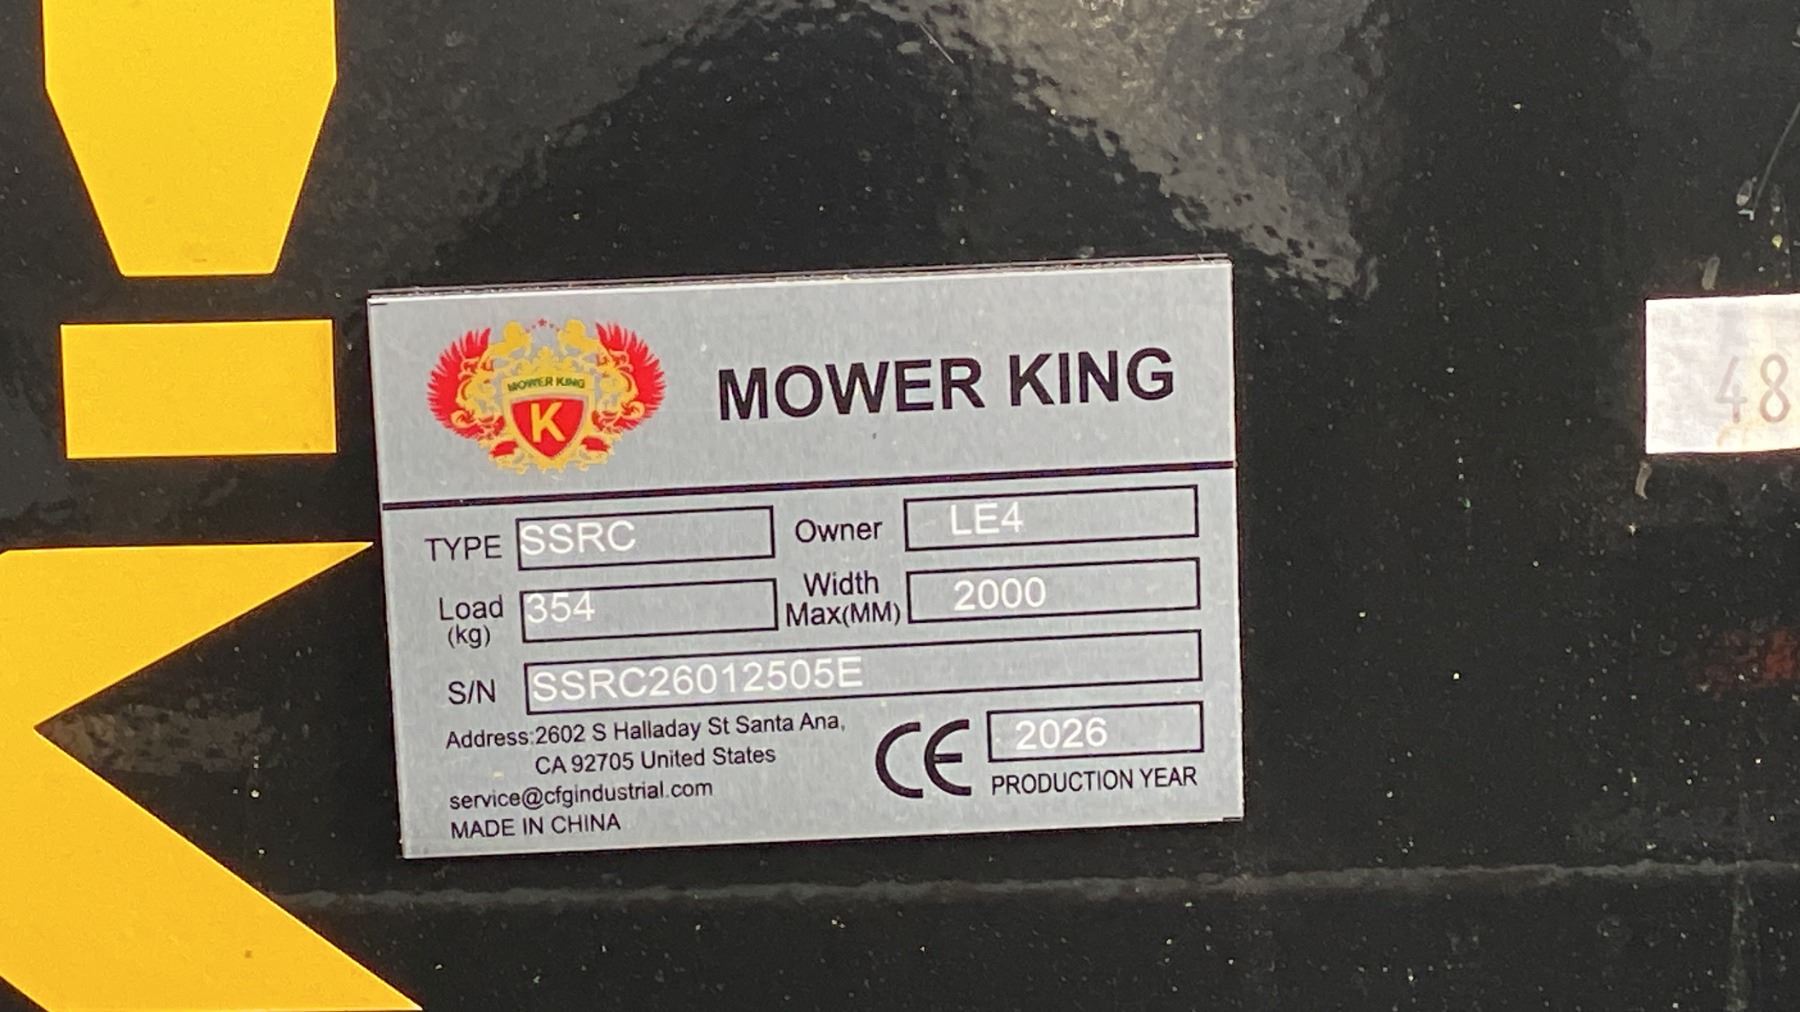 MOWER KING
K
MOWER KING
TYPE SSRC Owner LE4
Load (kg) 354 Width Max(MM) 2000
S/N SSRC26012505E
Address:2602 S Halladay St Santa Ana,
CA 92705 United States
service@cfgindustrial.com
MADE IN CHINA
CE 2026
PRODUCTION YEAR
48